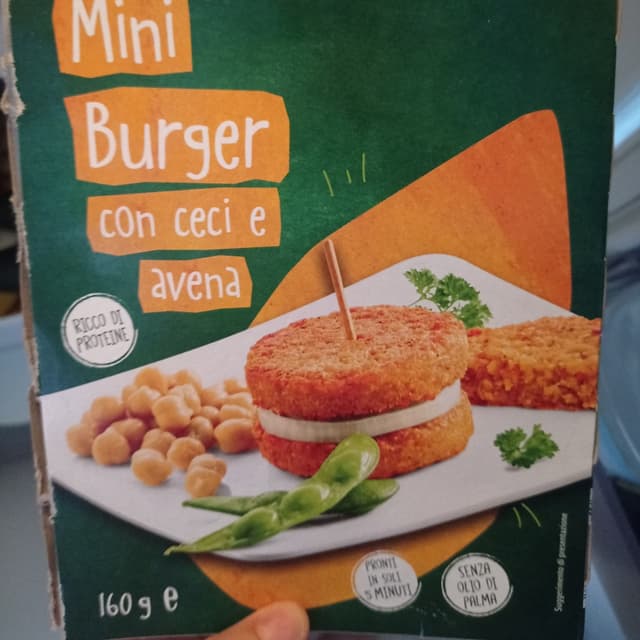 Mini
Burger
con ceci e
avena
RICCO DI
PROTEINE
PRONTI
IN SOLI
5 MINUTI
SENZA
OLIO DI
PALMA
160 g e
Suggerimento di presentazione